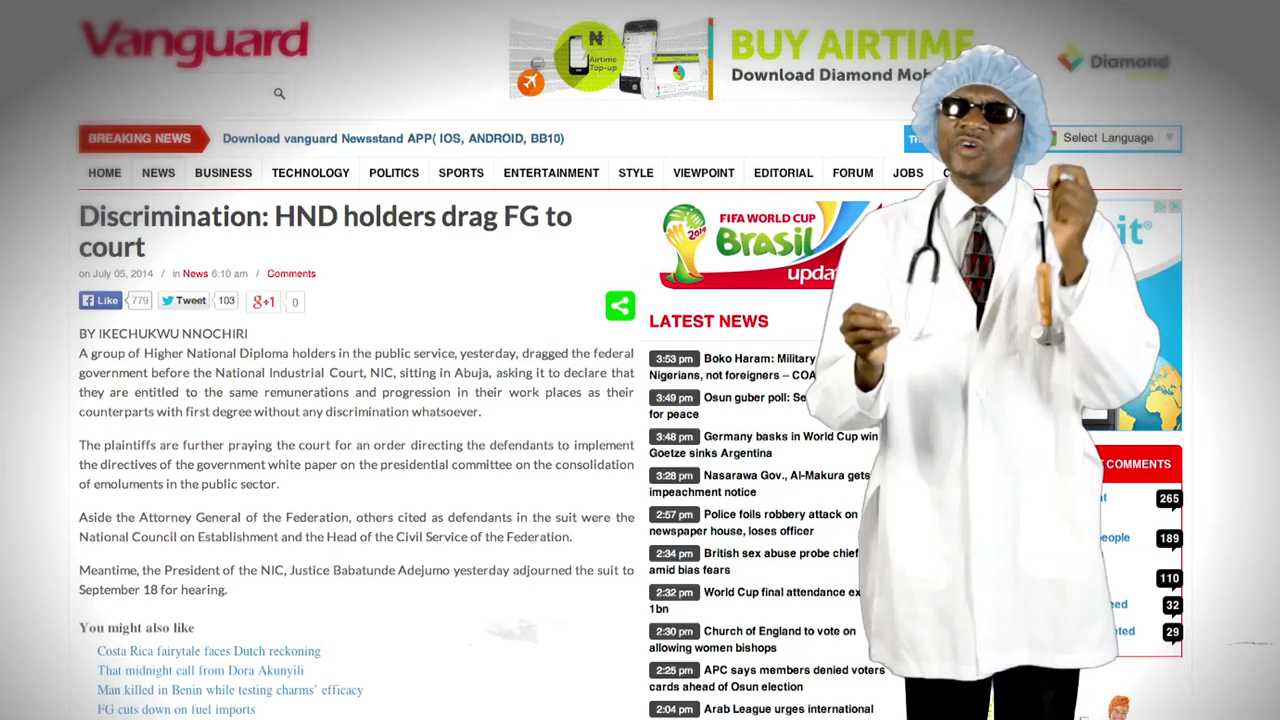 Vanguard
Airtime
Top-up
BUY AIRTIME
Download Diamond Mob
Diamond
BREAKING NEWS
Download vanguard Newsstand APP( IOS, ANDROID, BB10)
Select Language
HOME NEWS BUSINESS TECHNOLOGY POLITICS SPORTS ENTERTAINMENT STYLE VIEWPOINT EDITORIAL FORUM JOBS
Discrimination: HND holders drag FG to
court
on July 05, 2014 / in News 6:10 am / Comments
Like 779 Tweet 103 g+1 0
BY IKECHUKWU NNOCHIRI
A group of Higher National Diploma holders in the public service, yesterday, dragged the federal
government before the National Industrial Court, NIC, sitting in Abuja, asking it to declare that
they are entitled to the same remunerations and progression in their work places as their
counterparts with first degree without any discrimination whatsoever.
The plaintiffs are further praying the court for an order directing the defendants to implement
the directives of the government white paper on the presidential committee on the consolidation
of emoluments in the public sector.
Aside the Attorney General of the Federation, others cited as defendants in the suit were the
National Council on Establishment and the Head of the Civil Service of the Federation.
Meantime, the President of the NIC, Justice Babatunde Adejumo yesterday adjourned the suit to
September 18 for hearing.
You might also like
Costa Rica fairytale faces Dutch reckoning
That midnight call from Dora Akunyili
Man killed in Benin while testing charms' efficacy
FG cuts down on fuel imports
FIFA WORLD CUP
Brasil
upda
it
LATEST NEWS
3:53 pm Boko Haram: Military
Nigerians, not foreigners – COA
3:49 pm Osun guber poll: Se
for peace
3:48 pm Germany basks in World Cup win
Goetze sinks Argentina
3:28 pm Nasarawa Gov., Al-Makura gets
impeachment notice
2:57 pm Police foils robbery attack on
newspaper house, loses officer
2:34 pm British sex abuse probe chief
amid bias fears
2:32 pm World Cup final attendance ex
1bn
2:30 pm Church of England to vote on
allowing women bishops
2:25 pm APC says members denied voters
cards ahead of Osun election
2:04 pm Arab League urges international
COMMENTS
265
eople 189
110
eed 32
ted 29